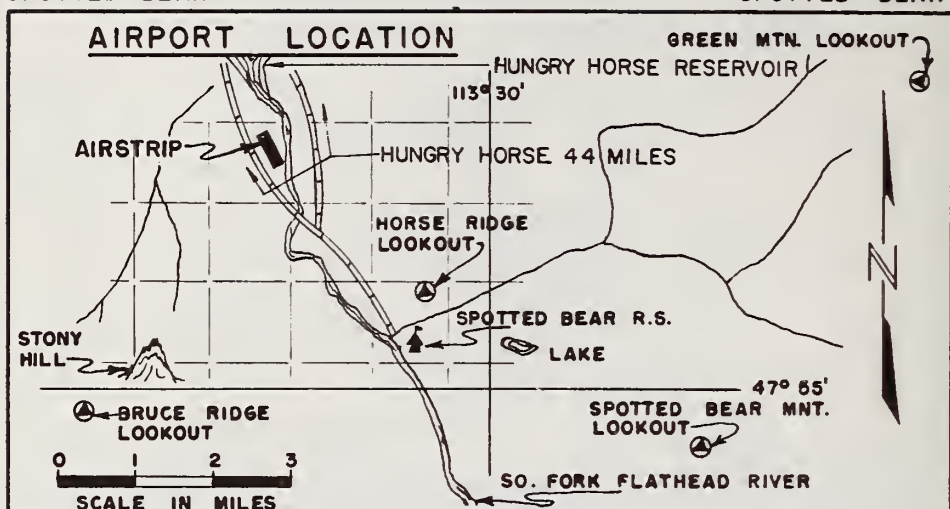 AIRPORT LOCATION
GREEN MTN. LOOKOUT
HUNGRY HORSE RESERVOIR
113° 30'
AIRSTRIP
HUNGRY HORSE 44 MILES
HORSE RIDGE
LOOKOUT
N
SPOTTED BEAR R.S.
STONY
HILL
LAKE
47° 55'
BRUCE RIDGE
LOOKOUT
SPOTTED BEAR MNT.
LOOKOUT
0 1 2 3
SCALE IN MILES
SO. FORK FLATHEAD RIVER